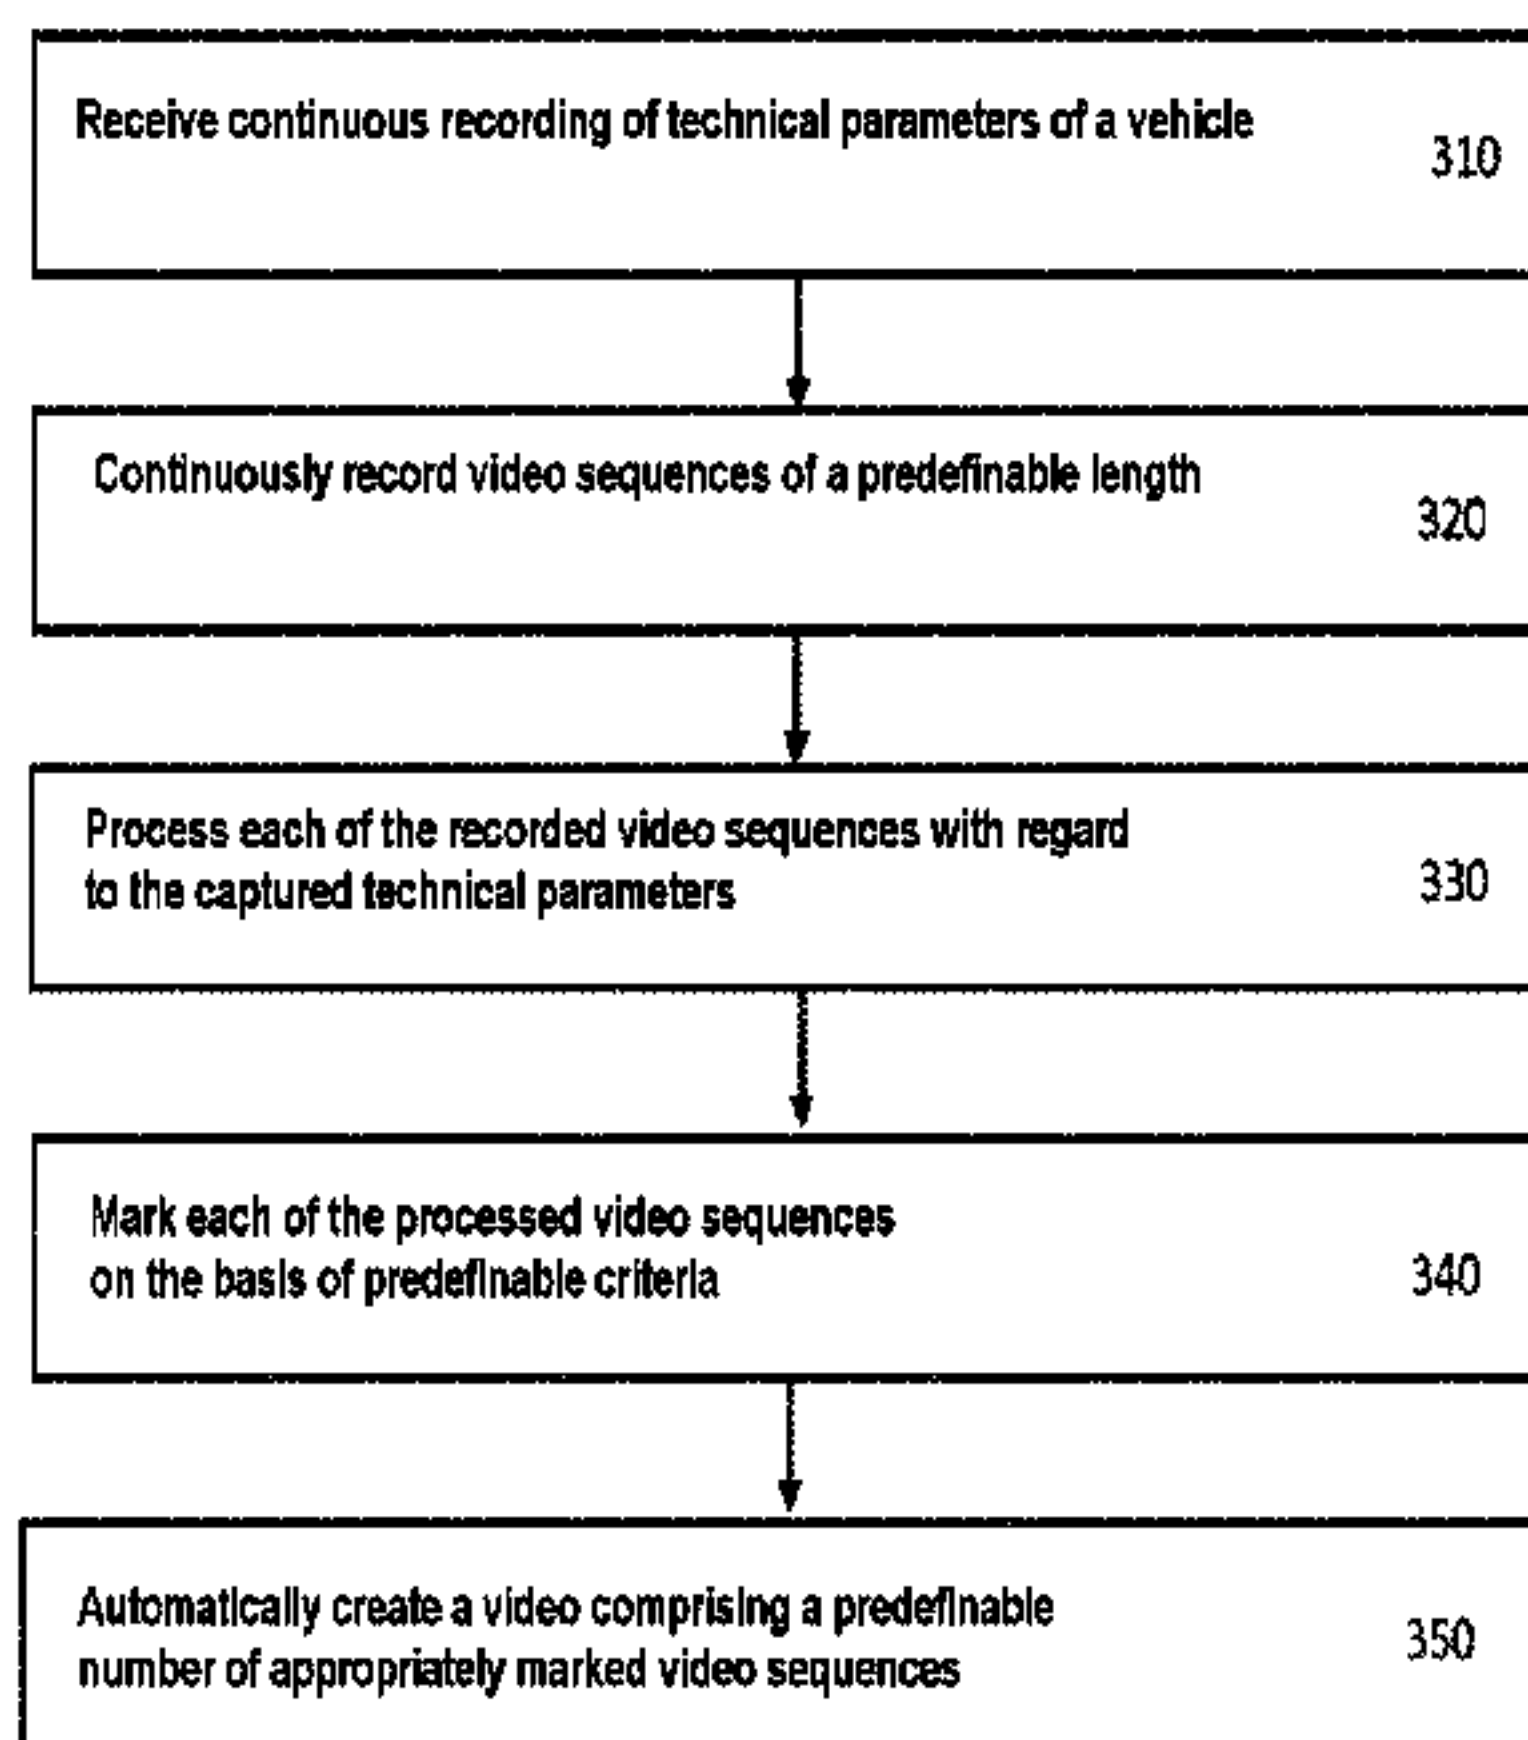 Receive continuous recording of technical parameters of a vehicle
310
Continuously record video sequences of a predefinable length
320
Process each of the recorded video sequences with regard
to the captured technical parameters
330
Mark each of the processed video sequences
on the basis of predefinable criteria
340
Automatically create a video comprising a predefinable
number of appropriately marked video sequences
350